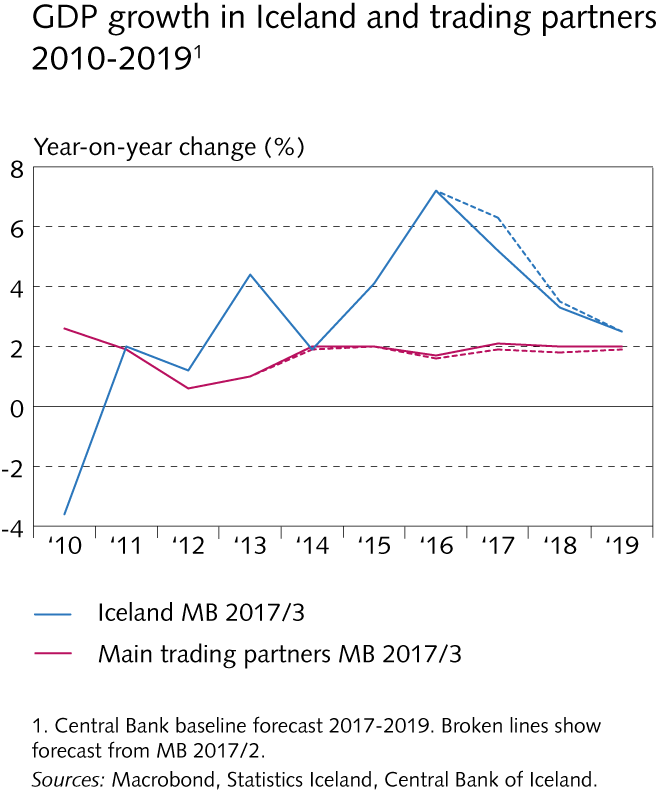 GDP growth in Iceland and trading partners
2010-2019¹
Year-on-year change (%)
8
6
4
2
0
-2
-4
‘10 ‘11 ‘12 ‘13 ‘14 ‘15 ‘16 ‘17 ‘18 ‘19
Iceland MB 2017/3
Main trading partners MB 2017/3
1. Central Bank baseline forecast 2017-2019. Broken lines show
forecast from MB 2017/2.
Sources: Macrobond, Statistics Iceland, Central Bank of Iceland.